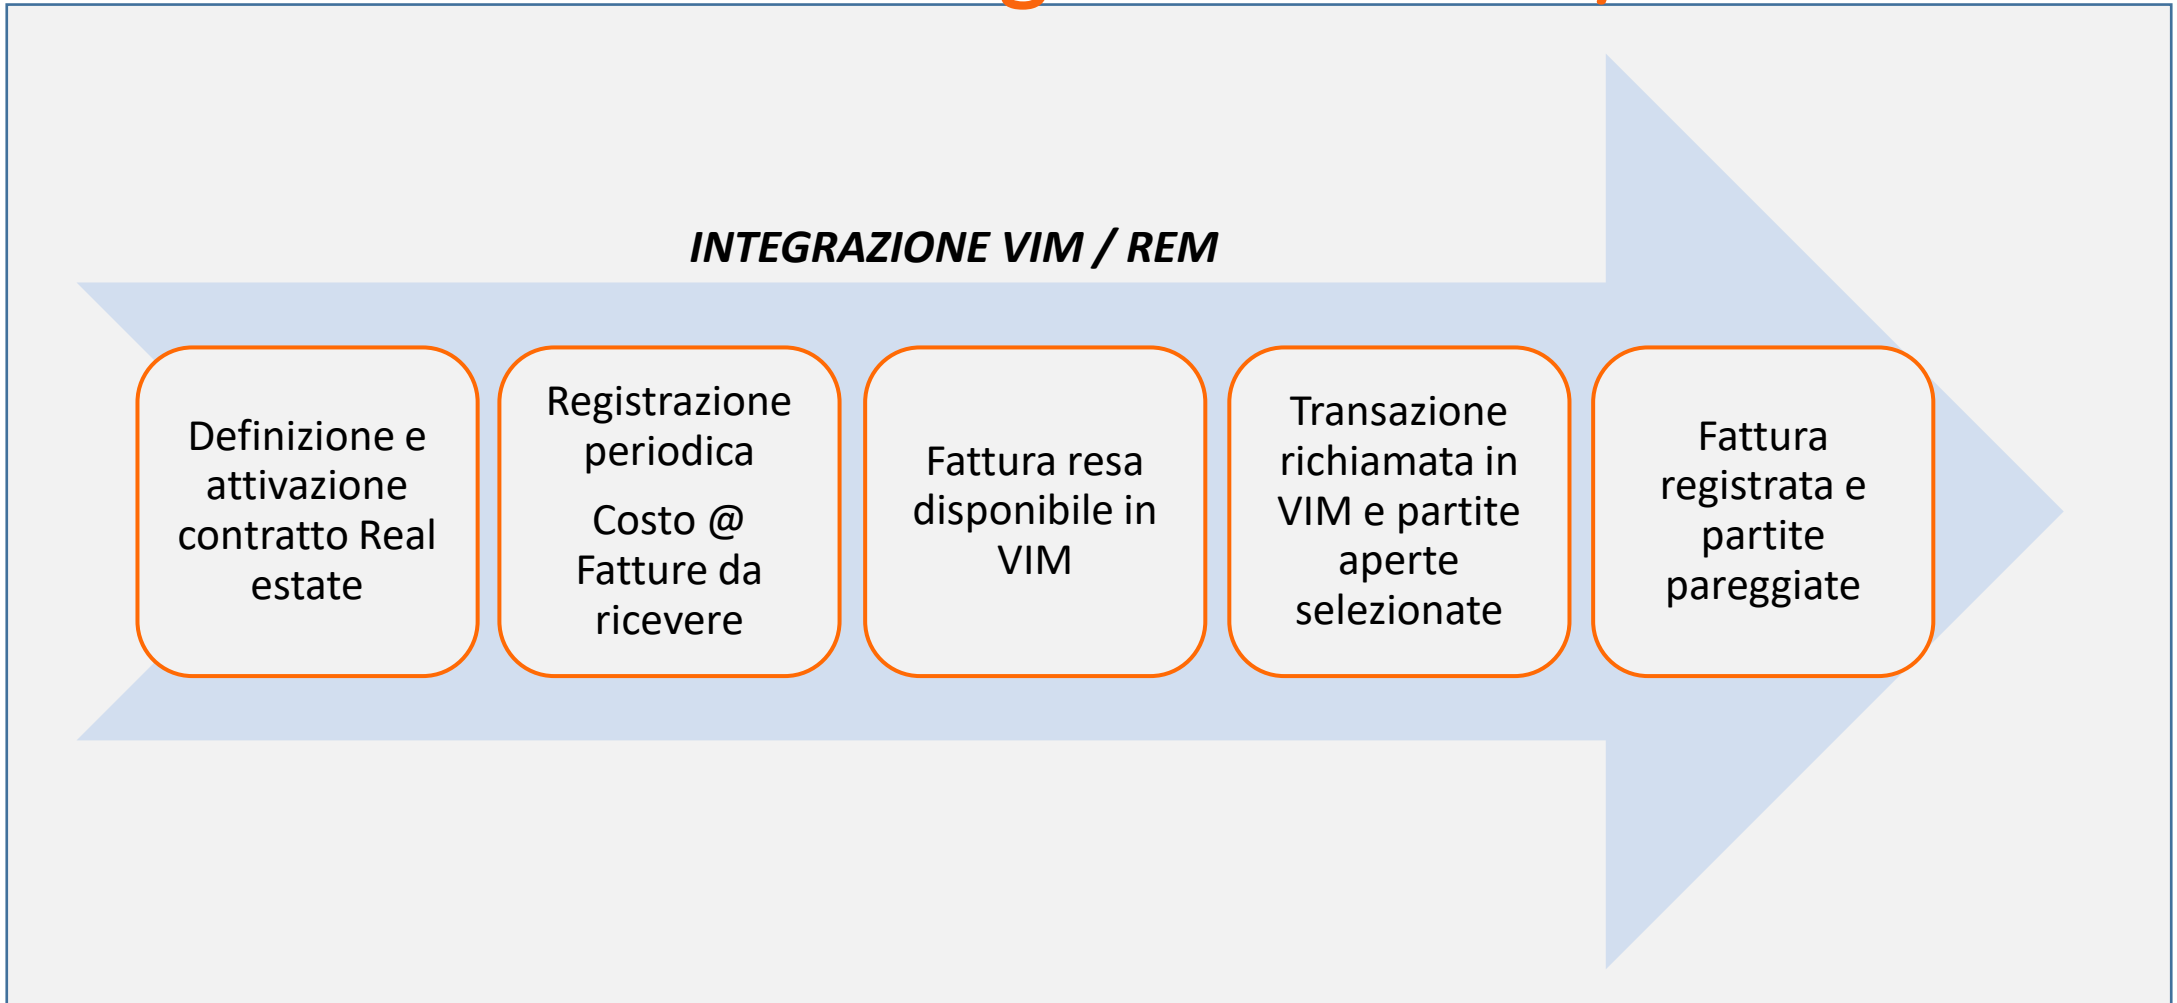 INTEGRAZIONE VIM / REM
Definizione e
attivazione
contratto Real
estate
Registrazione
periodica
Costo @
Fatture da
ricevere
Fattura resa
disponibile in
VIM
Transazione
richiamata in
VIM e partite
aperte
selezionate
Fattura
registrata e
partite
pareggiate